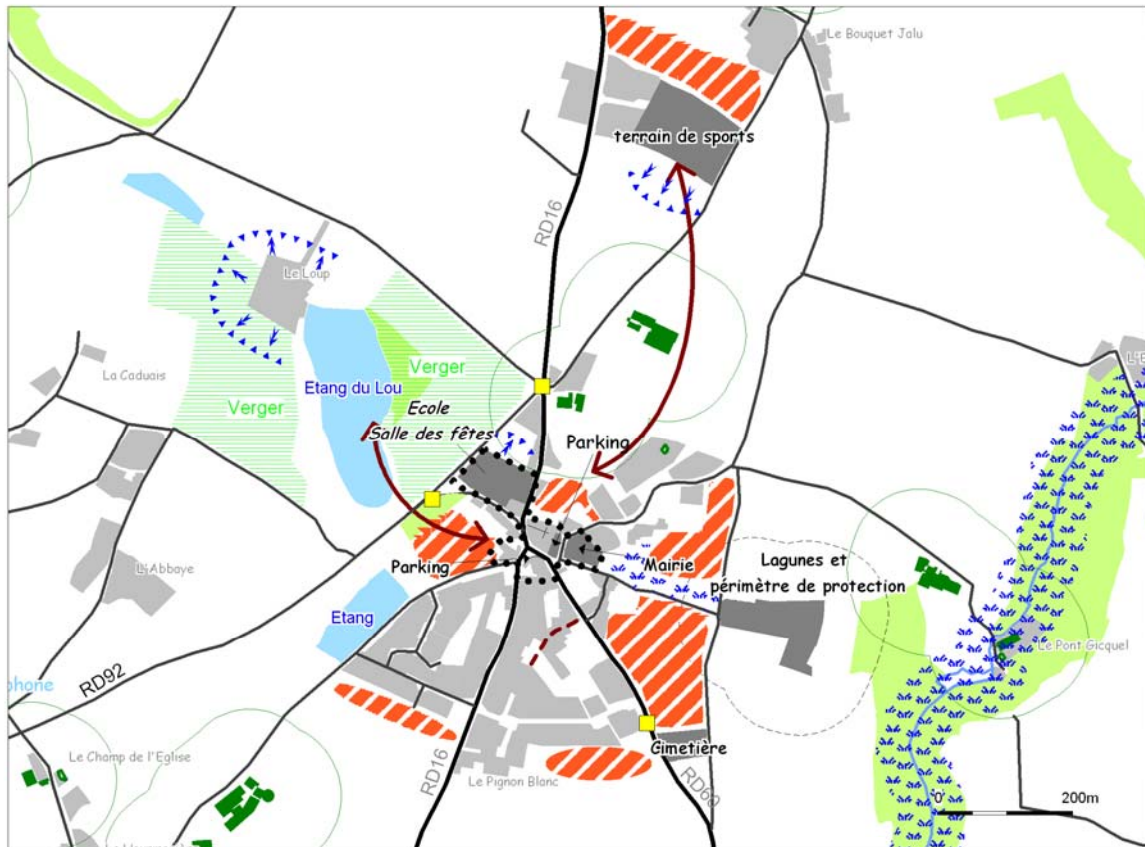 Le Bouquet Jalu
terrain de sports
RD16
Le Loup
La Caduais
Verger
Etang du Lou
Verger
Ecole
Salle des fêtes
Parking
L'Abbaye
Parking
Mairie
Lagunes et
périmètre de protection
Etang
Le Pont Gicquel
RD92
phone
Le Champ de l'Eglise
RD16
Le Pignon Blanc
Cimetière
RD60
0
200m